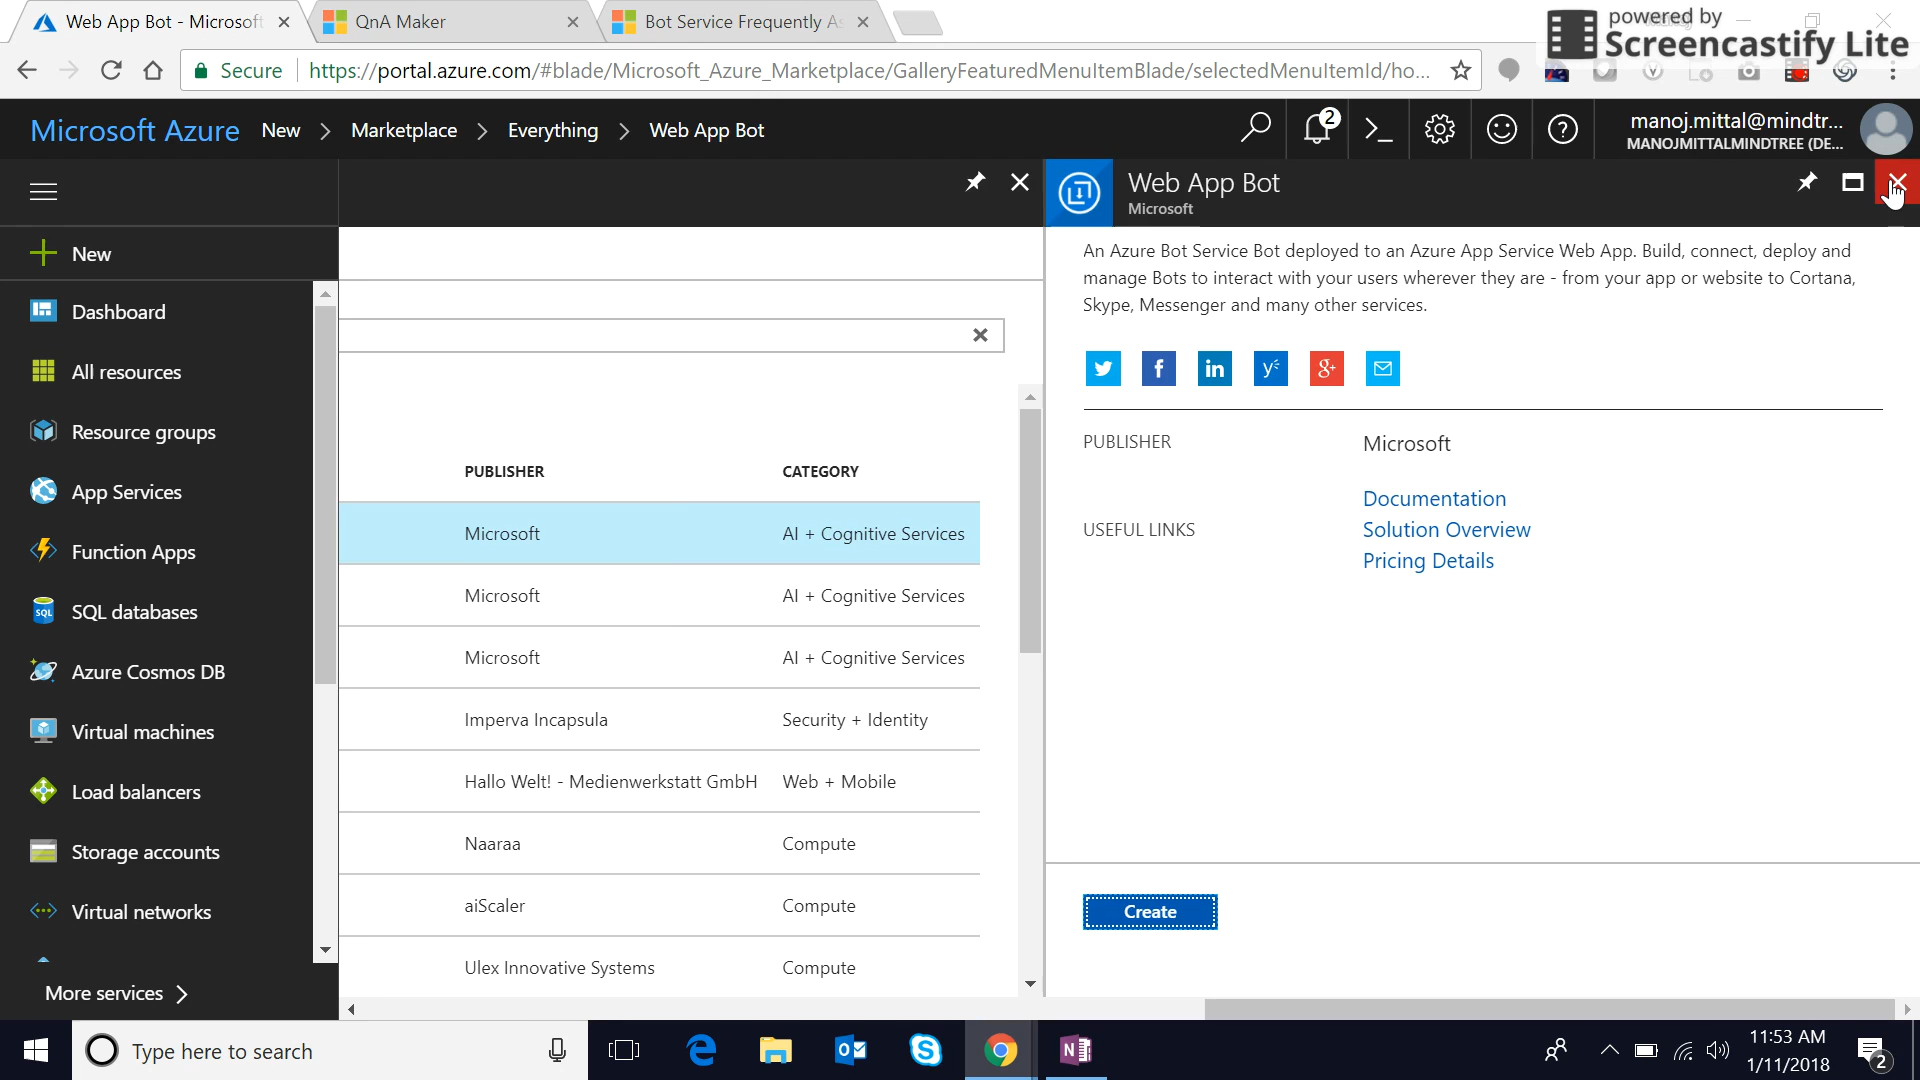 Web App Bot - Microsoft
QnA Maker
Bot Service Frequently As
powered by
Screencastify Lite
Secure
https://portal.azure.com/#blade/Microsoft_Azure_Marketplace/GalleryFeaturedMenuItemBlade/selectedMenuItemId/ho...
Microsoft Azure
New
Marketplace
Everything
Web App Bot
2
manoj.mittal@mindtr...
MANOJMITTALMINDTREE (DE...
Web App Bot
Microsoft
New
Dashboard
All resources
Resource groups
App Services
Function Apps
SQL
SQL databases
Azure Cosmos DB
Virtual machines
Load balancers
Storage accounts
Virtual networks
More services
PUBLISHER CATEGORY
Microsoft AI + Cognitive Services
Microsoft AI + Cognitive Services
Microsoft AI + Cognitive Services
Imperva Incapsula Security + Identity
Hallo Welt! - Medienwerkstatt GmbH Web + Mobile
Naaraa Compute
aiScaler Compute
Ulex Innovative Systems Compute
An Azure Bot Service Bot deployed to an Azure App Service Web App. Build, connect, deploy and
manage Bots to interact with your users wherever they are - from your app or website to Cortana,
Skype, Messenger and many other services.
PUBLISHER
Microsoft
USEFUL LINKS
Documentation
Solution Overview
Pricing Details
Create
Type here to search
11:53 AM
1/11/2018
2